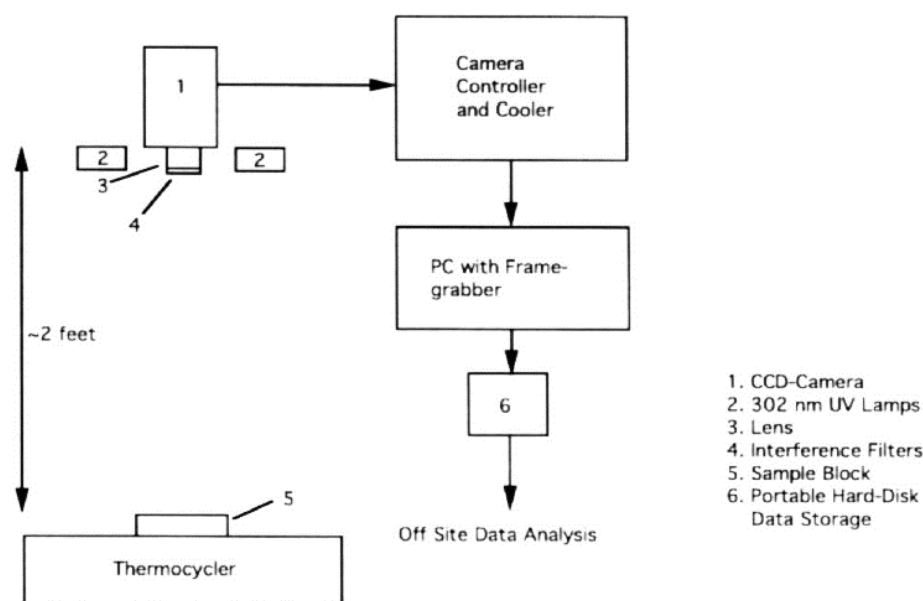 1
Camera
Controller
and Cooler
2
2
3
4
PC with Frame-
grabber
~2 feet
6
1. CCD-Camera
2. 302 nm UV Lamps
3. Lens
4. Interference Filters
5. Sample Block
6. Portable Hard-Disk
Data Storage
5
Off Site Data Analysis
Thermocycler